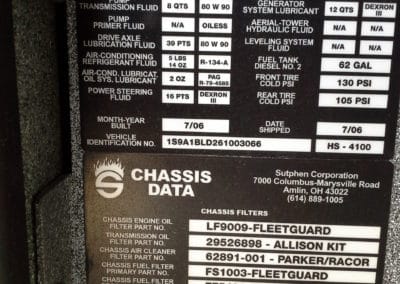 PUMP TRANSMISSION FLUID 8 QTS 80 W 90
GENERATOR SYSTEM LUBRICANT 12 QTS DEXRON III
PUMP PRIMER FLUID N/A OILESS
AERIAL-TOWER HYDRAULIC FLUID N/A N/A
DRIVE AXLE LUBRICATION FLUID 39 PTS 80 W 90
LEVELING SYSTEM FLUID N/A N/A
AIR-CONDITIONING REFRIGERANT FLUID 5 LBS 14 OZ R-134-A
FUEL TANK DIESEL NO. 2 62 GAL
AIR-COND. LUBRICAT. OIL SYS. LUBRICANT 2 OZ PAG
FRONT TIRE COLD PSI 130 PSI
POWER STEERING FLUID 16 PTS DEXRON III
REAR TIRE COLD PSI 105 PSI
MONTH-YEAR BUILT 7/06
DATE SHIPPED 7/06
VEHICLE IDENTIFICATION NO. 1S9A1BLD261003066 HS - 4100
S CHASSIS DATA
Sutphen Corporation
7000 Columbus-Marysville Road
Amlin, OH 43022
(614) 889-1005
CHASSIS FILTERS
CHASSIS ENGINE OIL FILTER PART NO. LF9009-FLEETGUARD
TRANSMISSION OIL FILTER PART NO. 29526898 - ALLISON KIT
CHASSIS AIR CLEANER FILTER PART NO. 62891-001 - PARKER/RACOR
CHASSIS FUEL FILTER PRIMARY PART NO. FS1003-FLEETGUARD
CHASSIS FUEL FILTER